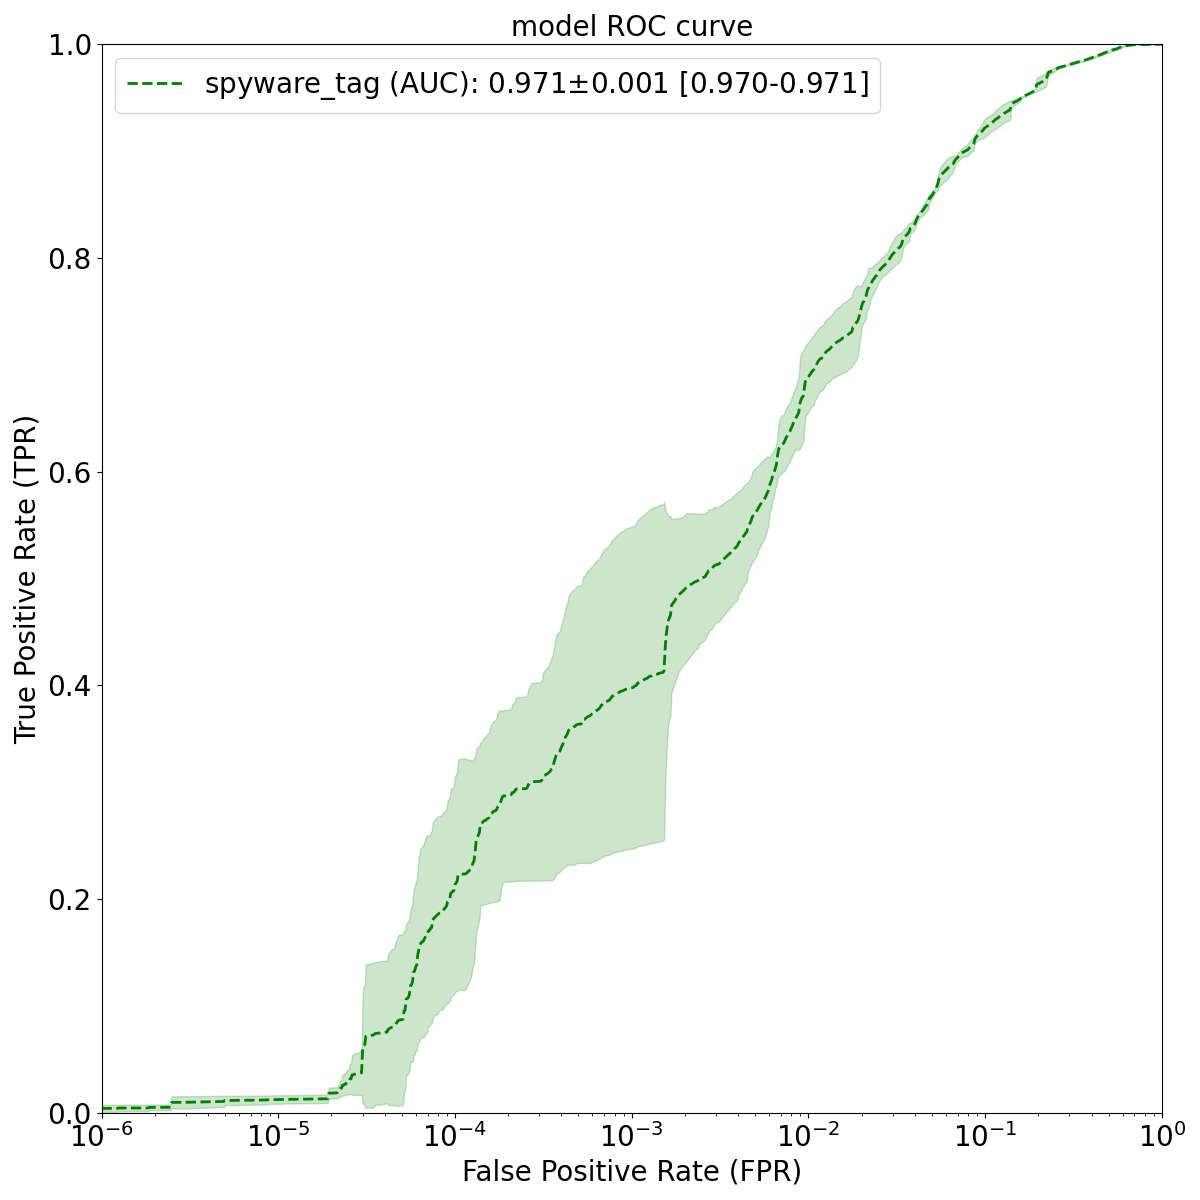 model ROC curve
spyware_tag (AUC): 0.971±0.001 [0.970-0.971]
True Positive Rate (TPR)
1.0
0.8
0.6
0.4
0.2
0.0
10⁻⁶ 10⁻⁵ 10⁻⁴ 10⁻³ 10⁻² 10⁻¹ 10⁰
False Positive Rate (FPR)